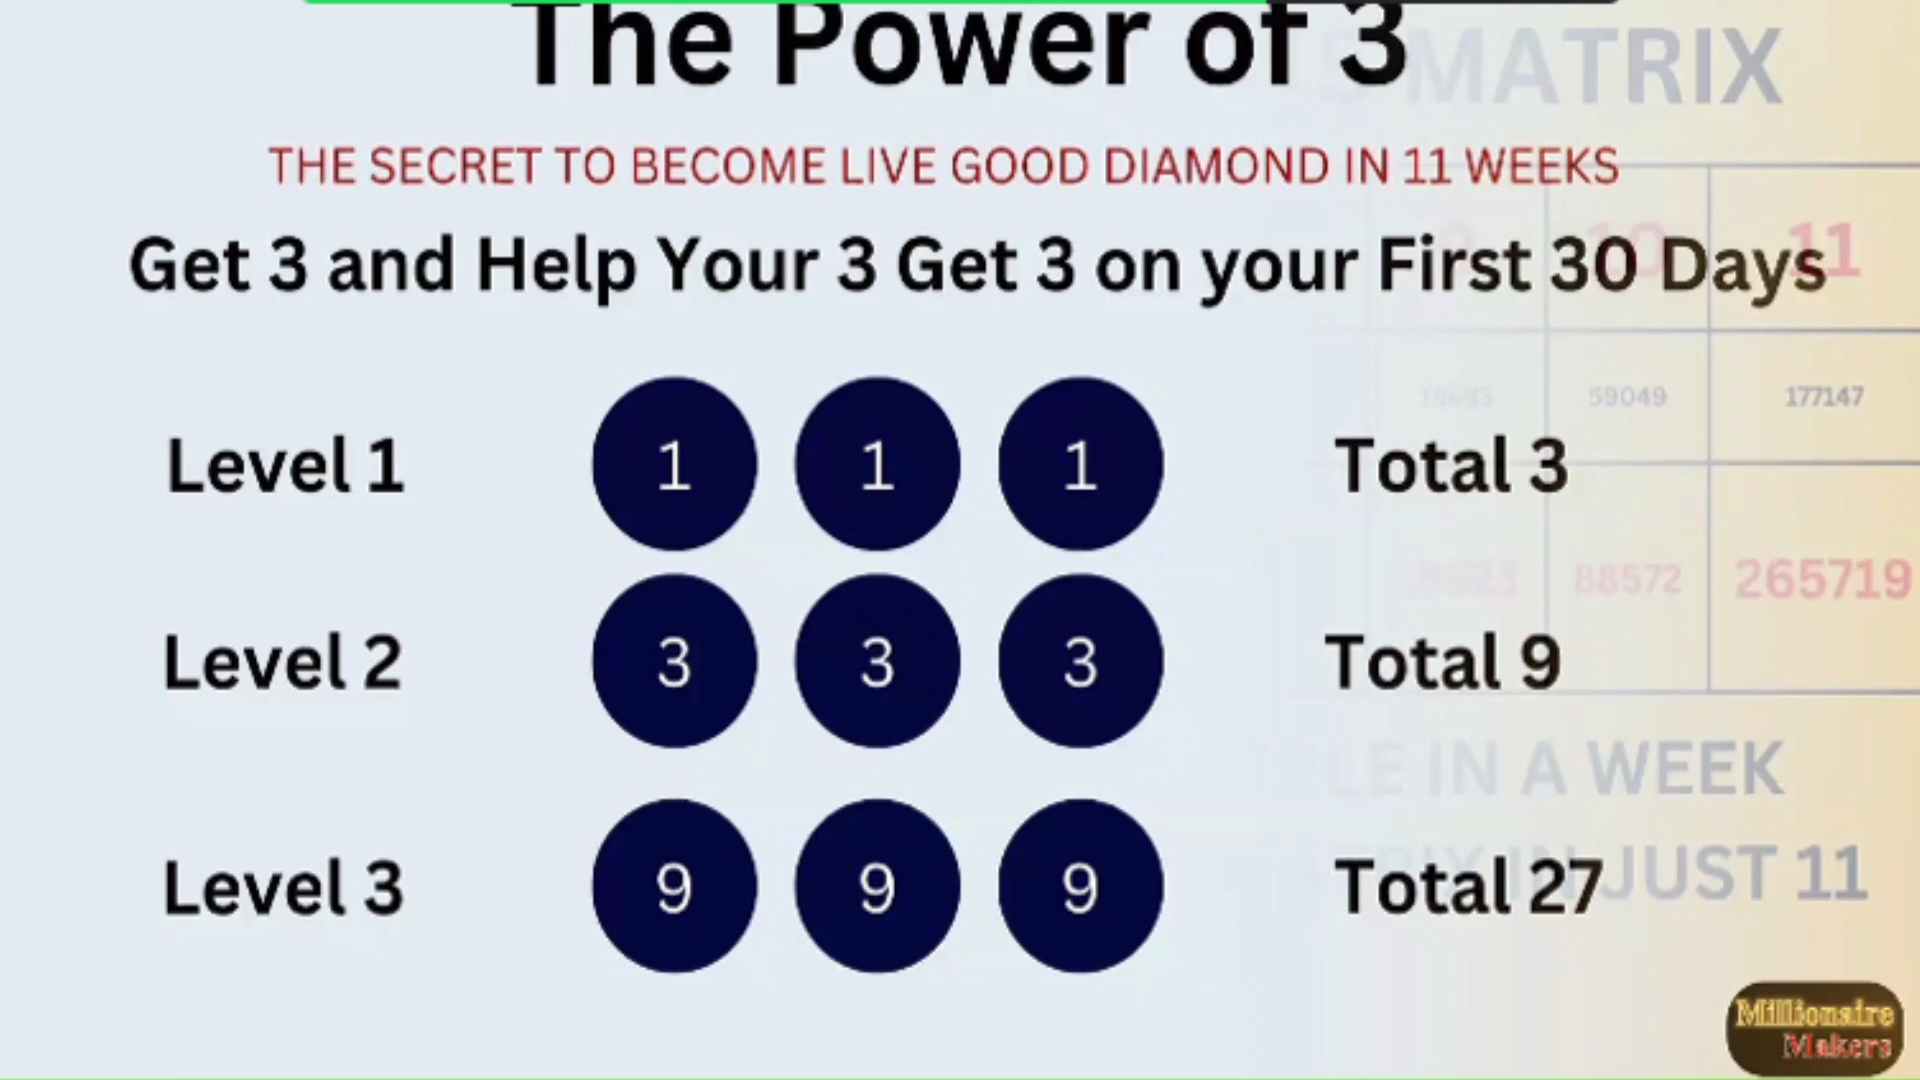 The Power of 3
MATRIX
THE SECRET TO BECOME LIVE GOOD DIAMOND IN 11 WEEKS
Get 3 and Help Your 3 Get 3 on your First 30 Days
10 11
59049 177147
Level 1 1 1 1 Total 3
88572 265719
Level 2 3 3 3 Total 9
IN A WEEK
Level 3 9 9 9 Total 27
JUST 11
Millionaire
Makers